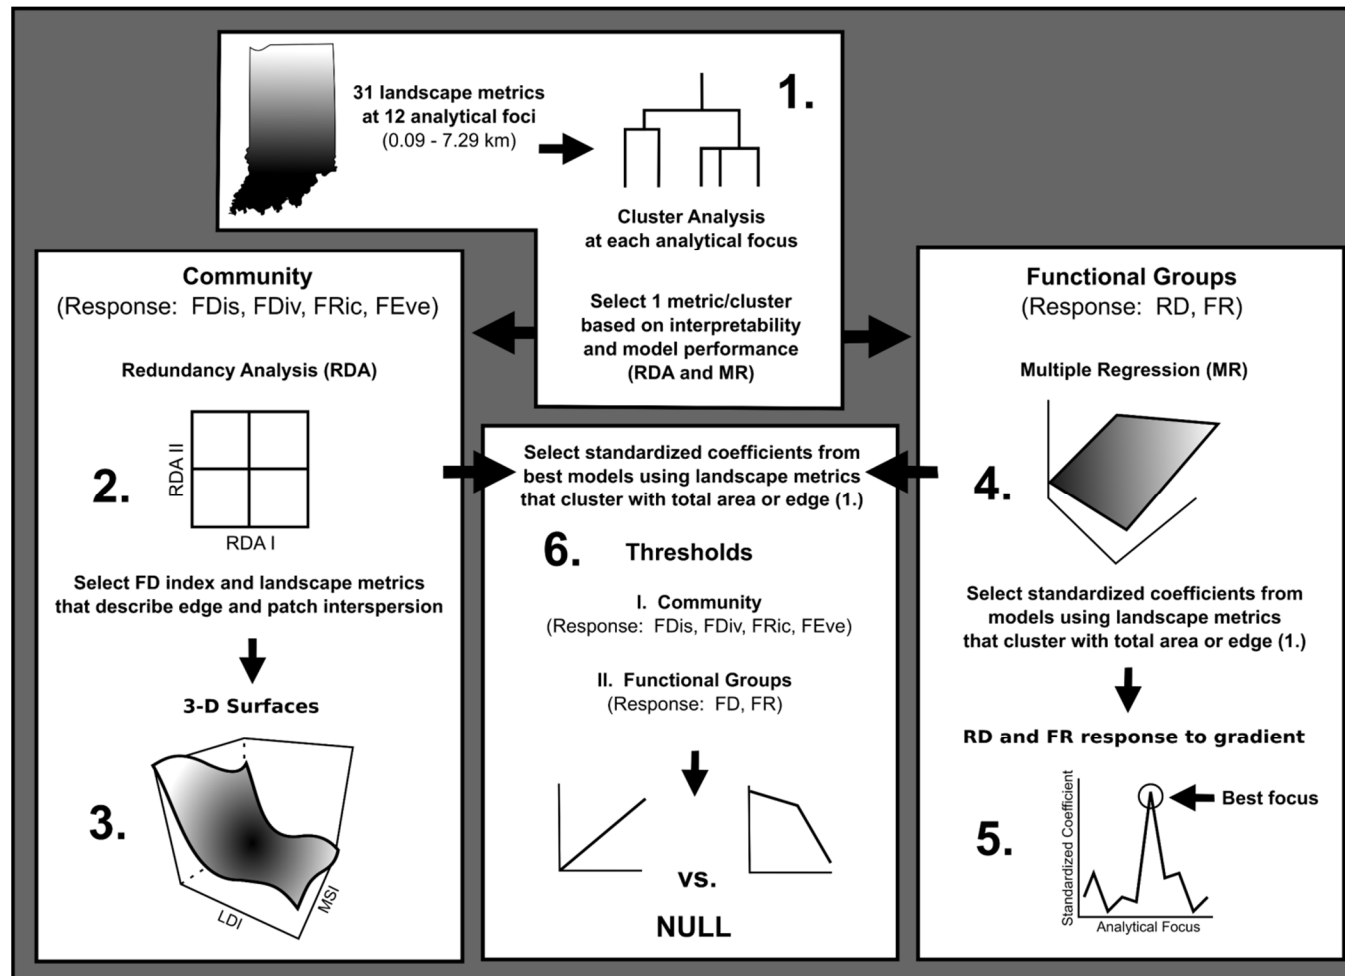 31 landscape metrics
at 12 analytical foci
(0.09 - 7.29 km)
1.
Cluster Analysis
at each analytical focus
Select 1 metric/cluster
based on interpretability
and model performance
(RDA and MR)
Community
(Response:  FDis, FDiv, FRic, FEve)
Redundancy Analysis (RDA)
2.
RDA II
RDA I
Select FD index and landscape metrics
that describe edge and patch interspersion
3-D Surfaces
3.
LDI
MSI
Functional Groups
(Response:  RD, FR)
Multiple Regression (MR)
4.
Select standardized coefficients from
models using landscape metrics
that cluster with total area or edge (1.)
RD and FR response to gradient
5.
Standardized Coefficient
Best focus
Analytical Focus
Select standardized coefficients from
best models using landscape metrics
that cluster with total area or edge (1.)
6. Thresholds
I.  Community
(Response:  FDis, FDiv, FRic, FEve)
II.  Functional Groups
(Response:  FD, FR)
vs.
NULL